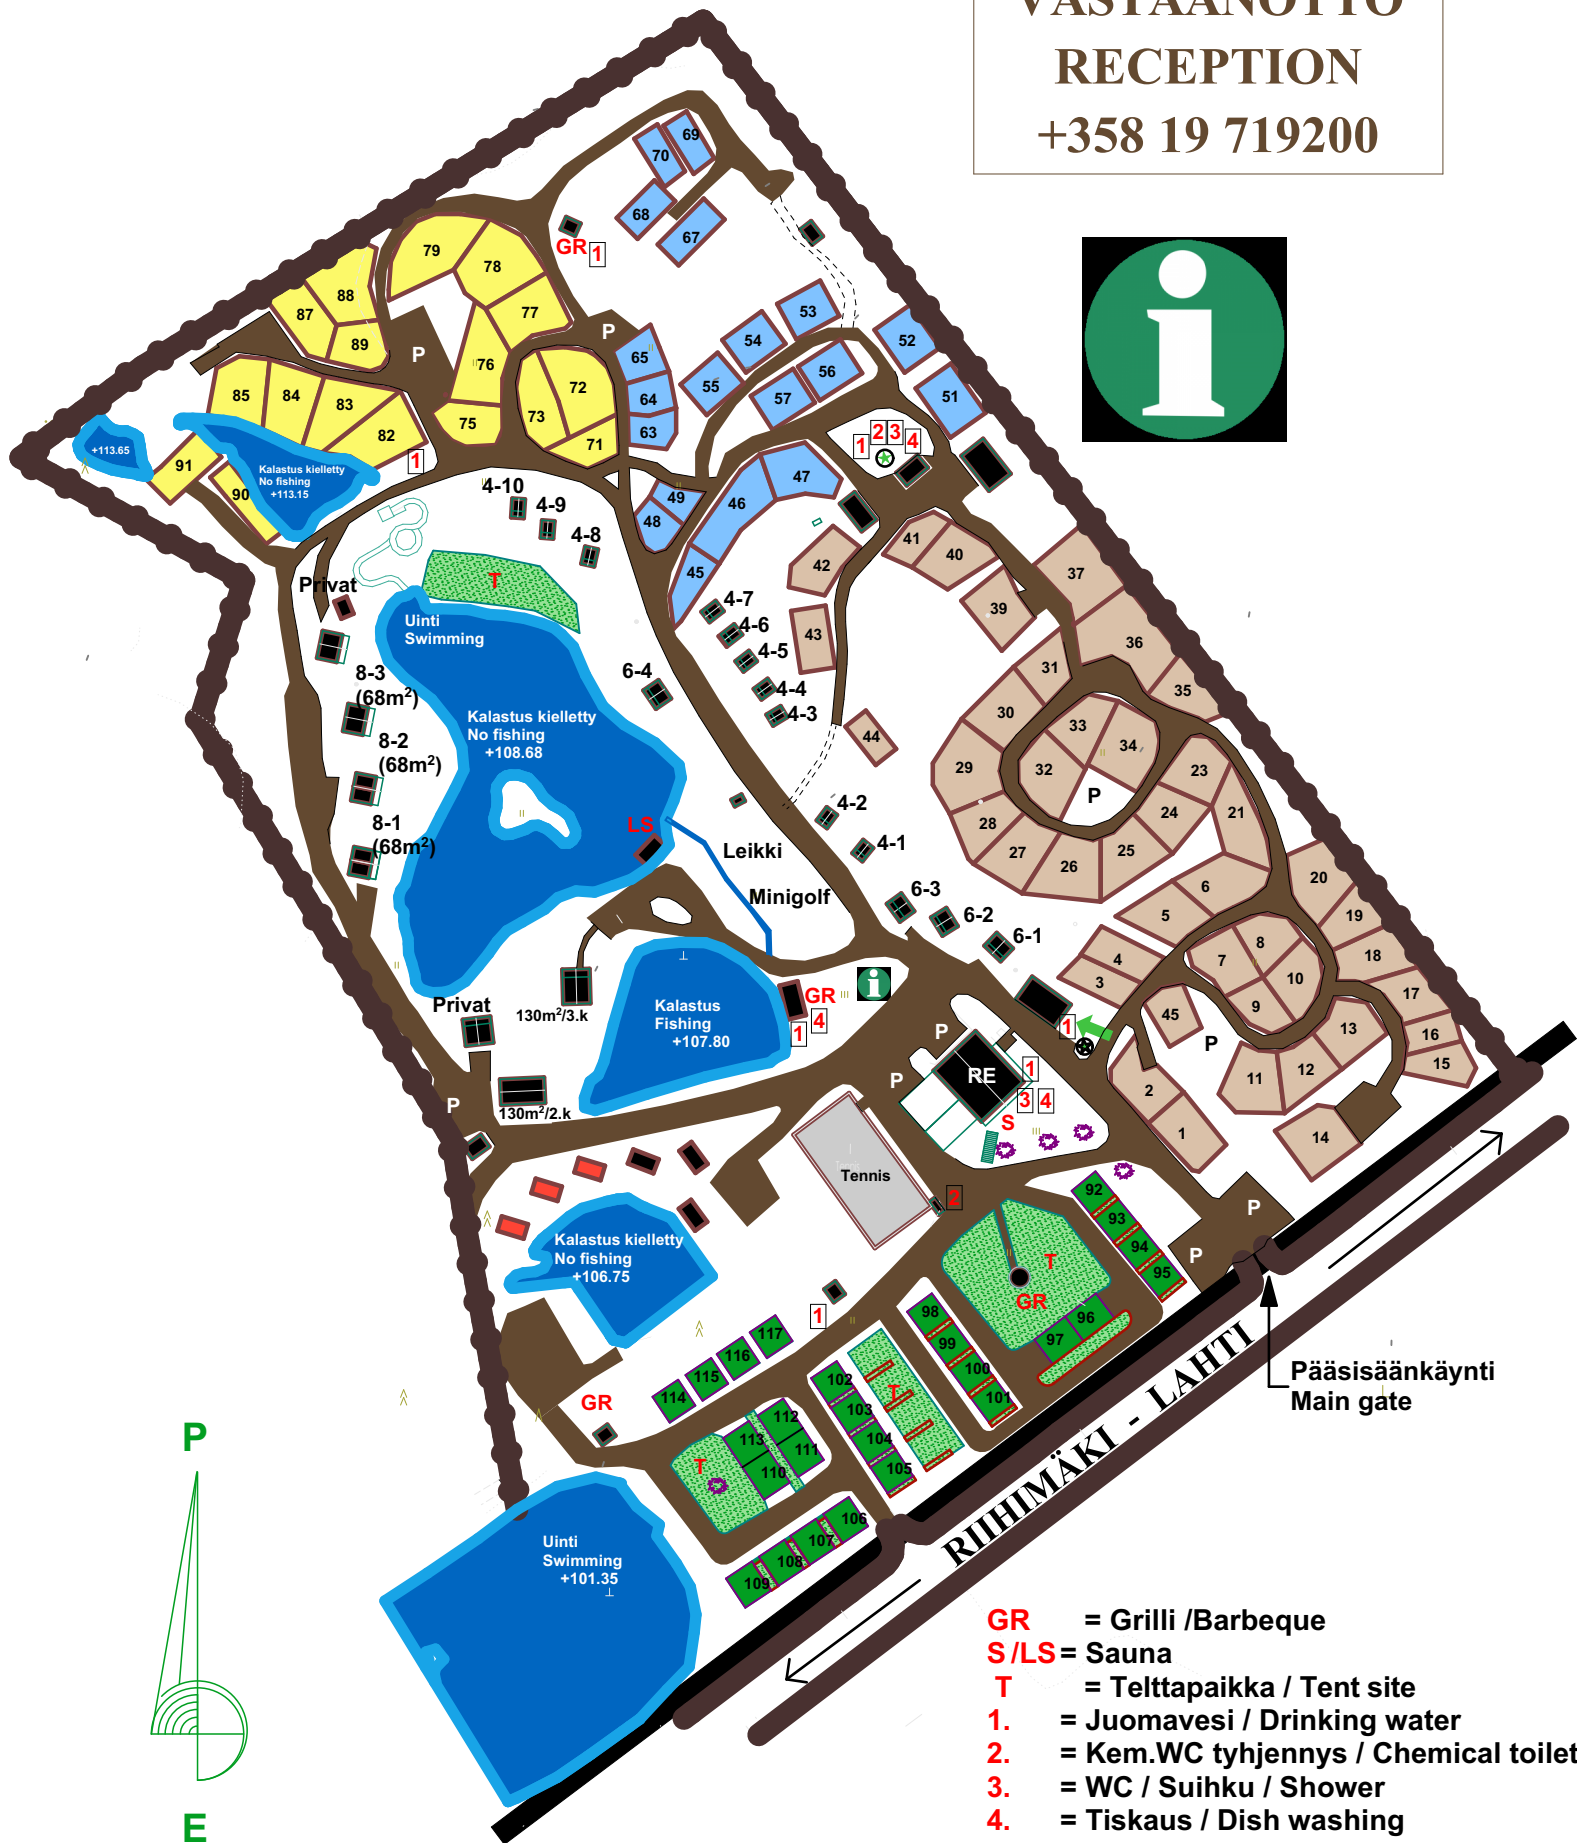 VASTAANOTTO
RECEPTION
+358 19 719200
69
70
68
67
GR 1
79
78
77
88
87
89
P
P
76
75
72
73
71
65
64
63
53
54
55
56
57
52
51
85
84
83
82
1
+113.65
91
90
Kalastus kielletty
No fishing
+113.15
1 2 3 4
47
46
49
48
45
4-10
4-9
4-8
T
Privat
Uinti
Swimming
41
40
42
39
43
37
36
35
4-7
4-6
4-5
4-4
4-3
44
6-4
8-3
(68m²)
8-2
(68m²)
8-1
(68m²)
Kalastus kielletty
No fishing
+108.68
LS
Leikki
Minigolf
4-2
4-1
31
30
29
28
27
26
25
24
23
21
33
34
32
P
6-3
6-2
6-1
6
5
4
3
20
19
18
17
16
15
8
7
10
9
45
P
13
12
11
14
2
1
Privat
130m²/3.k
130m²/2.k
P
Kalastus
Fishing
+107.80
GR
1 4
i
P
P
RE
1
1
3 4
S
Tennis
2
Kalastus kielletty
No fishing
+106.75
92
93
94
95
P
P
T
GR
96
97
98
99
100
101
1
117
116
115
114
GR
102
103
104
105
T
112
113
111
110
T
106
107
108
109
Uinti
Swimming
+101.35
RIIHIMÄKI - LAHTI
Pääsisäänkäynti
Main gate
P
E
GR = Grilli /Barbeque
S/LS = Sauna
T = Telttapaikka / Tent site
1. = Juomavesi / Drinking water
2. = Kem.WC tyhjennys / Chemical toilet
3. = WC / Suihku / Shower
4. = Tiskaus / Dish washing